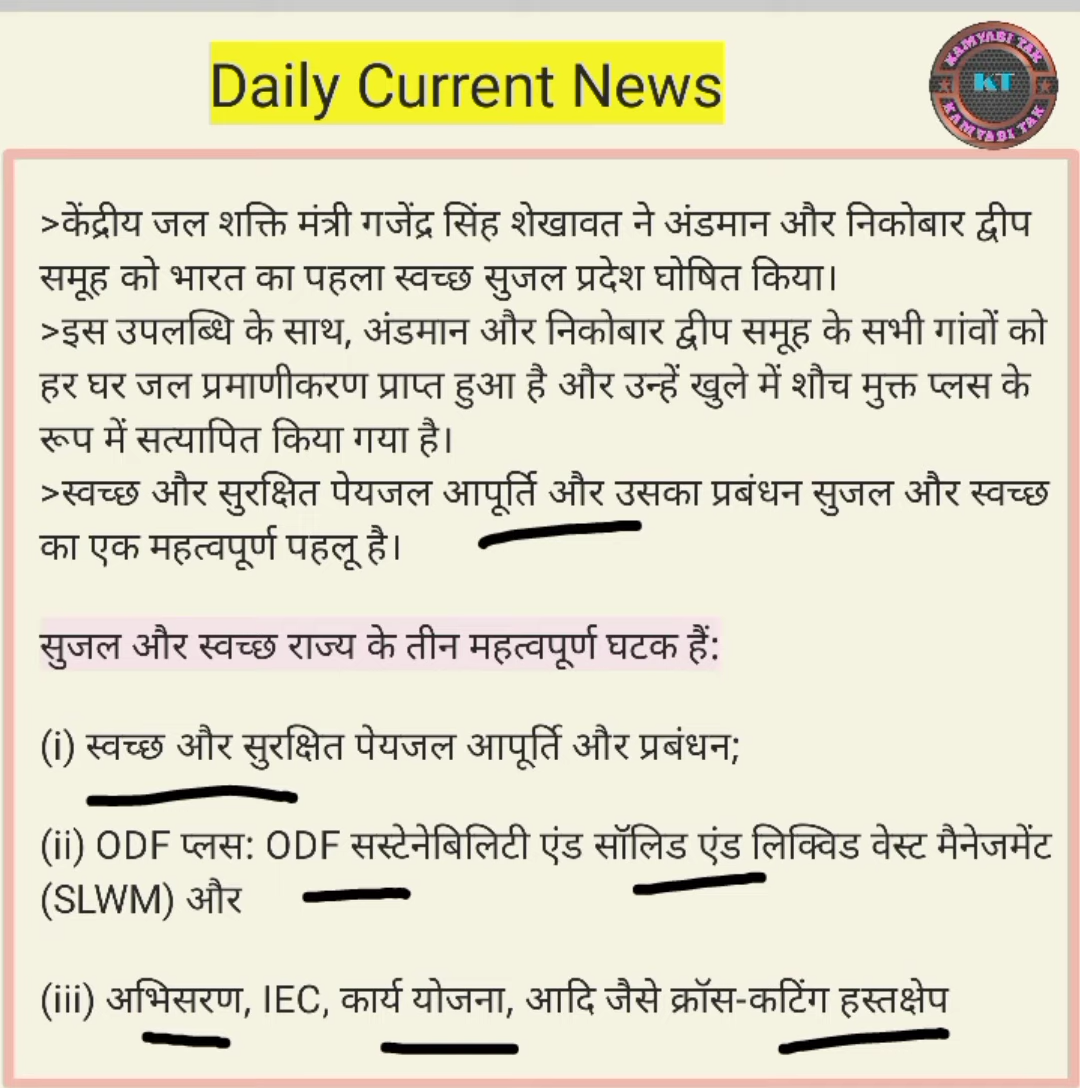 Daily Current News
KAMYABI TAK
KT
KAMYABI TAK
>केंद्रीय जल शक्ति मंत्री गजेंद्र सिंह शेखावत ने अंडमान और निकोबार द्वीप
समूह को भारत का पहला स्वच्छ सुजल प्रदेश घोषित किया।
>इस उपलब्धि के साथ, अंडमान और निकोबार द्वीप समूह के सभी गांवों को
हर घर जल प्रमाणीकरण प्राप्त हुआ है और उन्हें खुले में शौच मुक्त प्लस के
रूप में सत्यापित किया गया है।
>स्वच्छ और सुरक्षित पेयजल आपूर्ति और उसका प्रबंधन सुजल और स्वच्छ
का एक महत्वपूर्ण पहलू है।
सुजल और स्वच्छ राज्य के तीन महत्वपूर्ण घटक हैं:
(i) स्वच्छ और सुरक्षित पेयजल आपूर्ति और प्रबंधन;
(ii) ODF प्लस: ODF सस्टेनेबिलिटी एंड सॉलिड एंड लिक्विड वेस्ट मैनेजमेंट
(SLWM) और
(iii) अभिसरण, IEC, कार्य योजना, आदि जैसे क्रॉस-कटिंग हस्तक्षेप